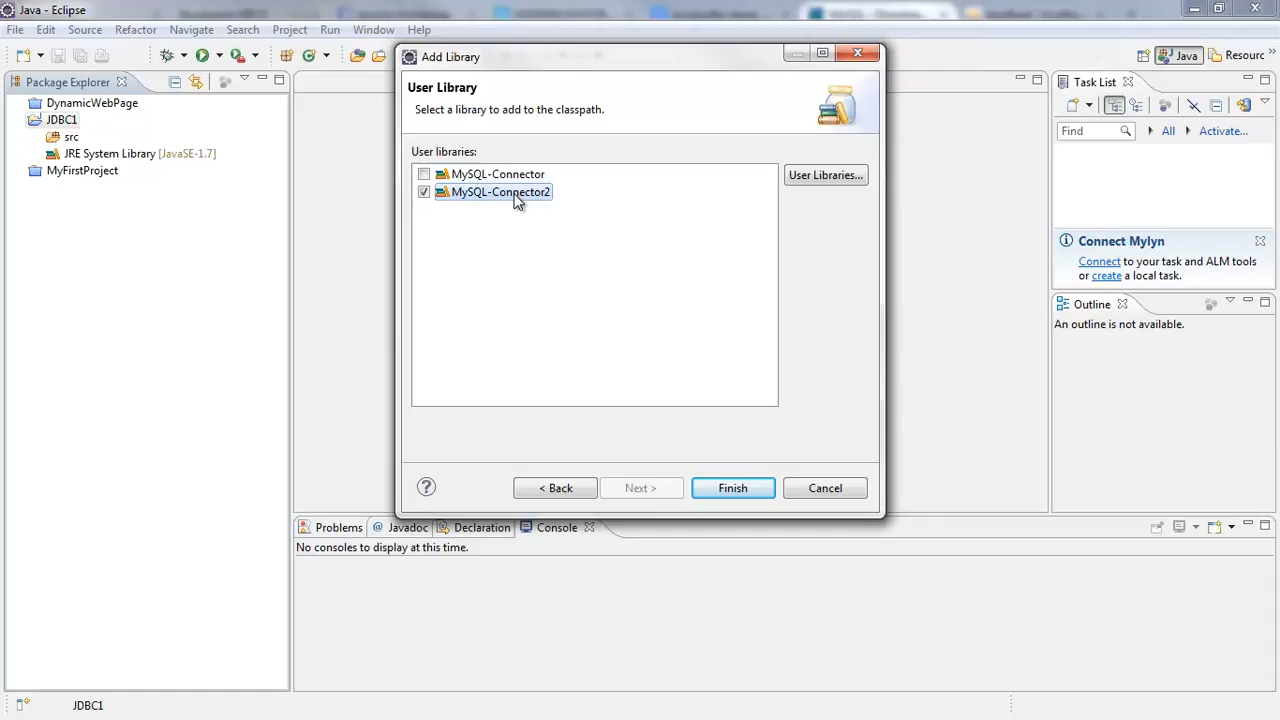 Java - Eclipse
File Edit Source Refactor Navigate Search Project Run Window Help
Java
Resourc
Package Explorer
DynamicWebPage
JDBC1
src
JRE System Library [JavaSE-1.7]
MyFirstProject
Add Library
User Library
Select a library to add to the classpath.
User libraries:
MySQL-Connector
MySQL-Connector2
User Libraries...
?
< Back
Next >
Finish
Cancel
Task List
Find
All
Activate...
Connect Mylyn
Connect to your task and ALM tools
or create a local task.
Outline
An outline is not available.
Problems
@ Javadoc
Declaration
Console
No consoles to display at this time.
JDBC1